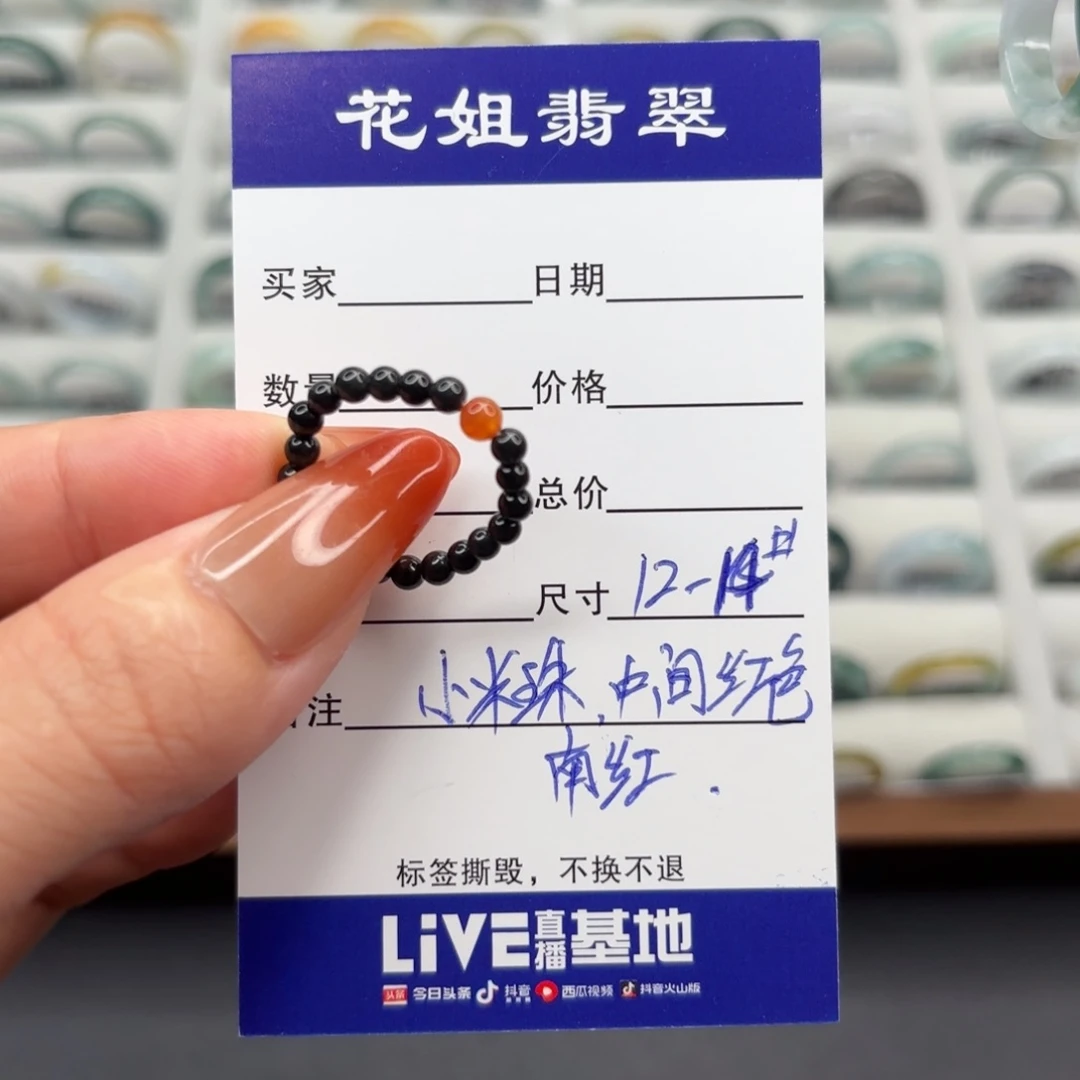 花姐翡翠
买家 日期
数量 价格
总价
尺寸 12-14#
注 小米珠,中间红色
南红.
标签撕毁，不换不退
LiVE直播基地
头条 今日头条 抖音 西瓜视频 抖音火山版